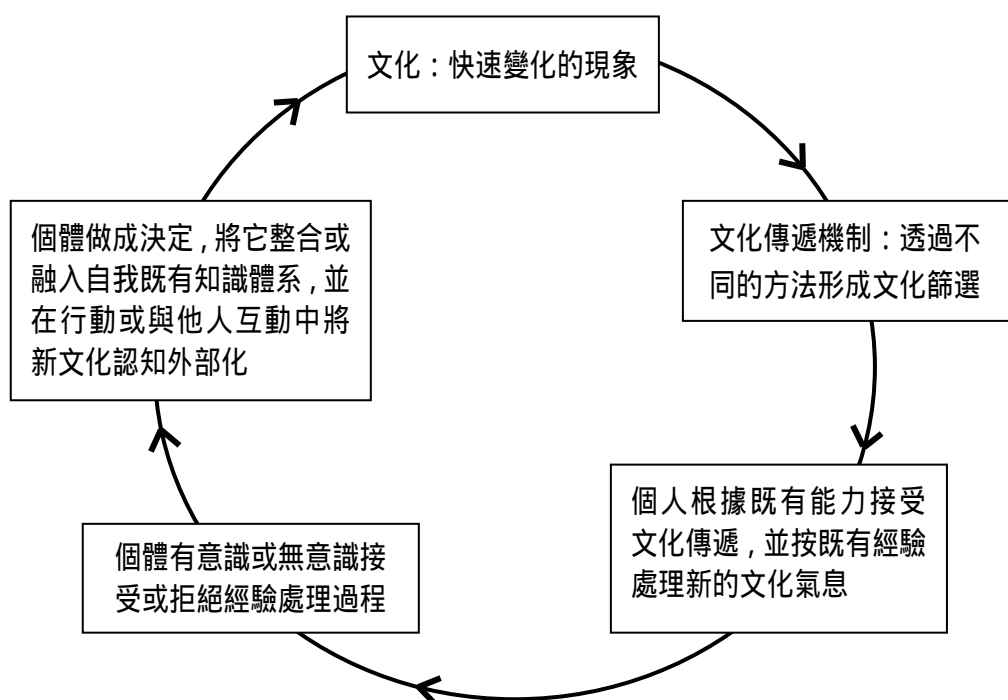 文化：快速變化的現象
文化傳遞機制：透過不
同的方法形成文化篩選
個人根據既有能力接受
文化傳遞，並按既有經驗
處理新的文化氣息
個體有意識或無意識接
受或拒絕經驗處理過程
個體做成決定，將它整合或
融入自我既有知識體系，並
在行動或與他人互動中將
新文化認知外部化